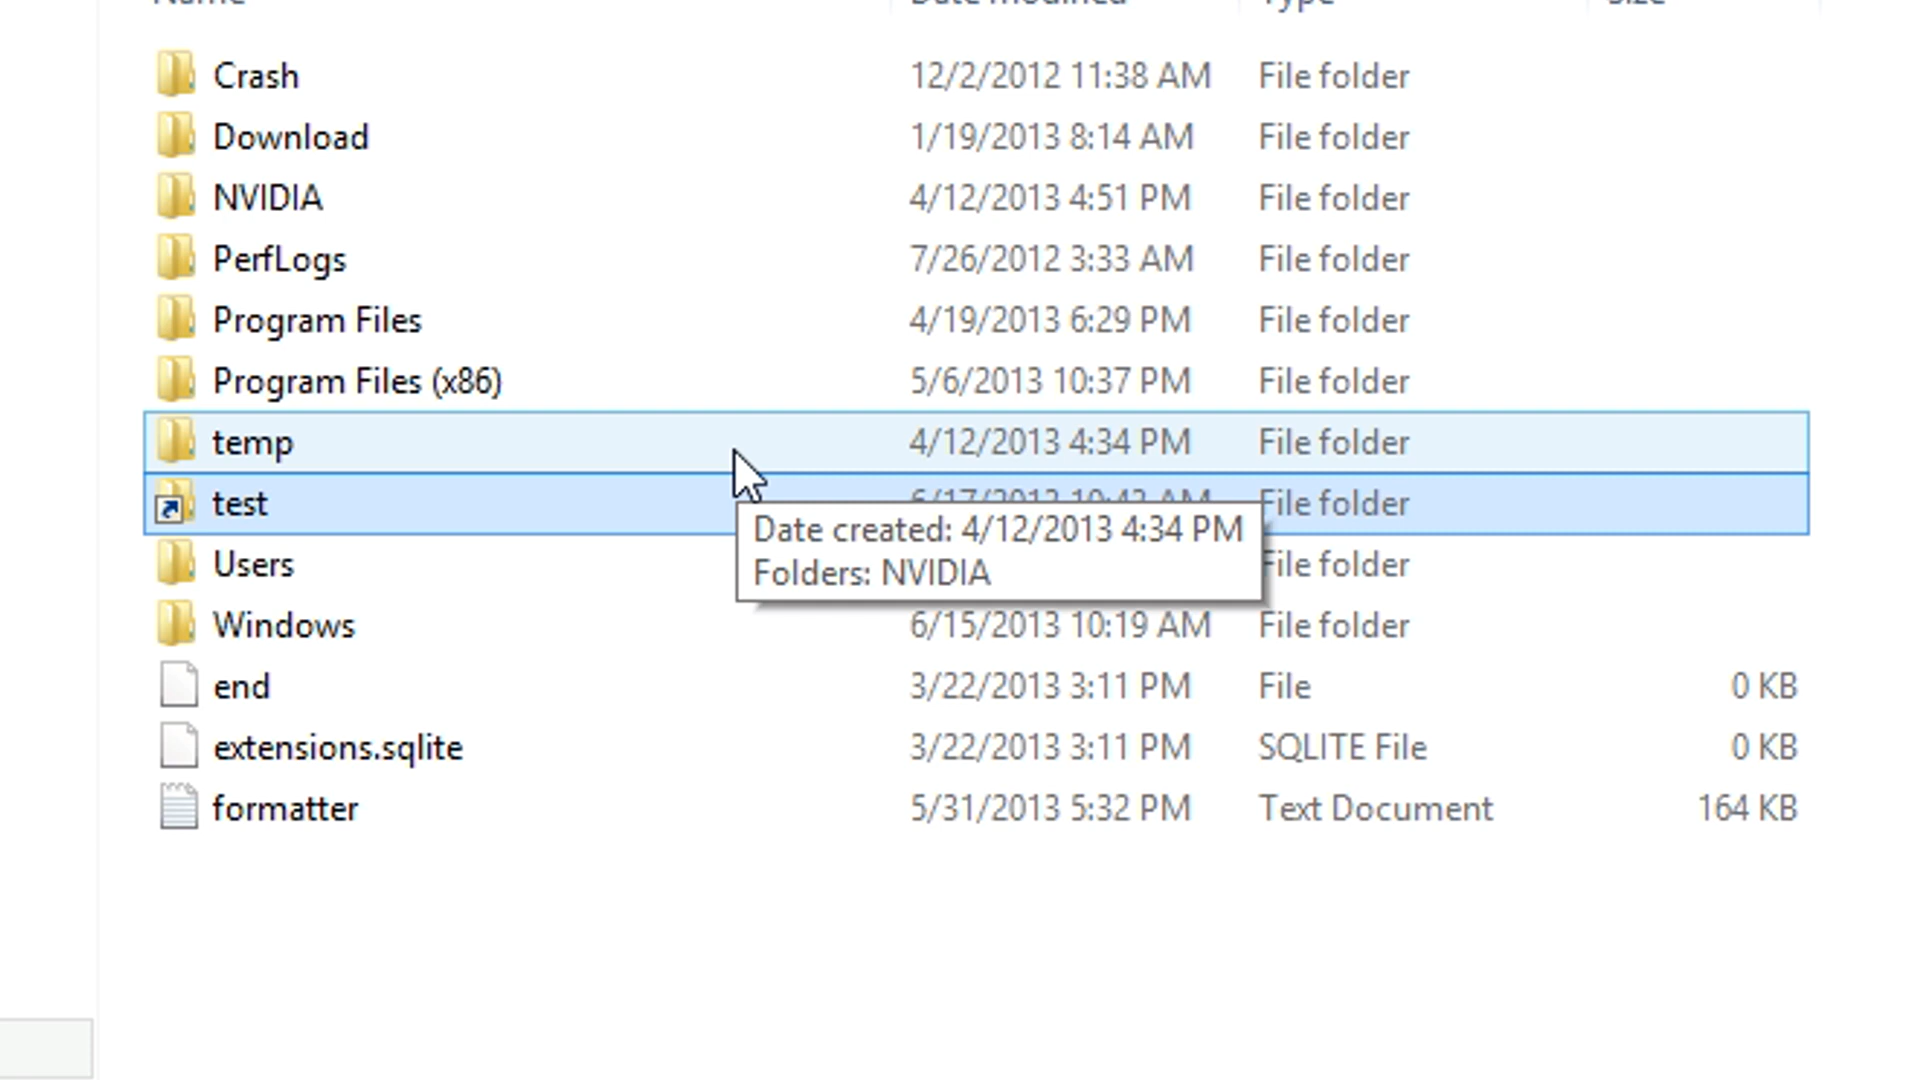 Name Date modified Type Size
Crash 12/2/2012 11:38 AM File folder
Download 1/19/2013 8:14 AM File folder
NVIDIA 4/12/2013 4:51 PM File folder
PerfLogs 7/26/2012 3:33 AM File folder
Program Files 4/19/2013 6:29 PM File folder
Program Files (x86) 5/6/2013 10:37 PM File folder
temp 4/12/2013 4:34 PM File folder
test File folder
Date created: 4/12/2013 4:34 PM
Folders: NVIDIA
Users File folder
Windows 6/15/2013 10:19 AM File folder
end 3/22/2013 3:11 PM File 0 KB
extensions.sqlite 3/22/2013 3:11 PM SQLITE File 0 KB
formatter 5/31/2013 5:32 PM Text Document 164 KB